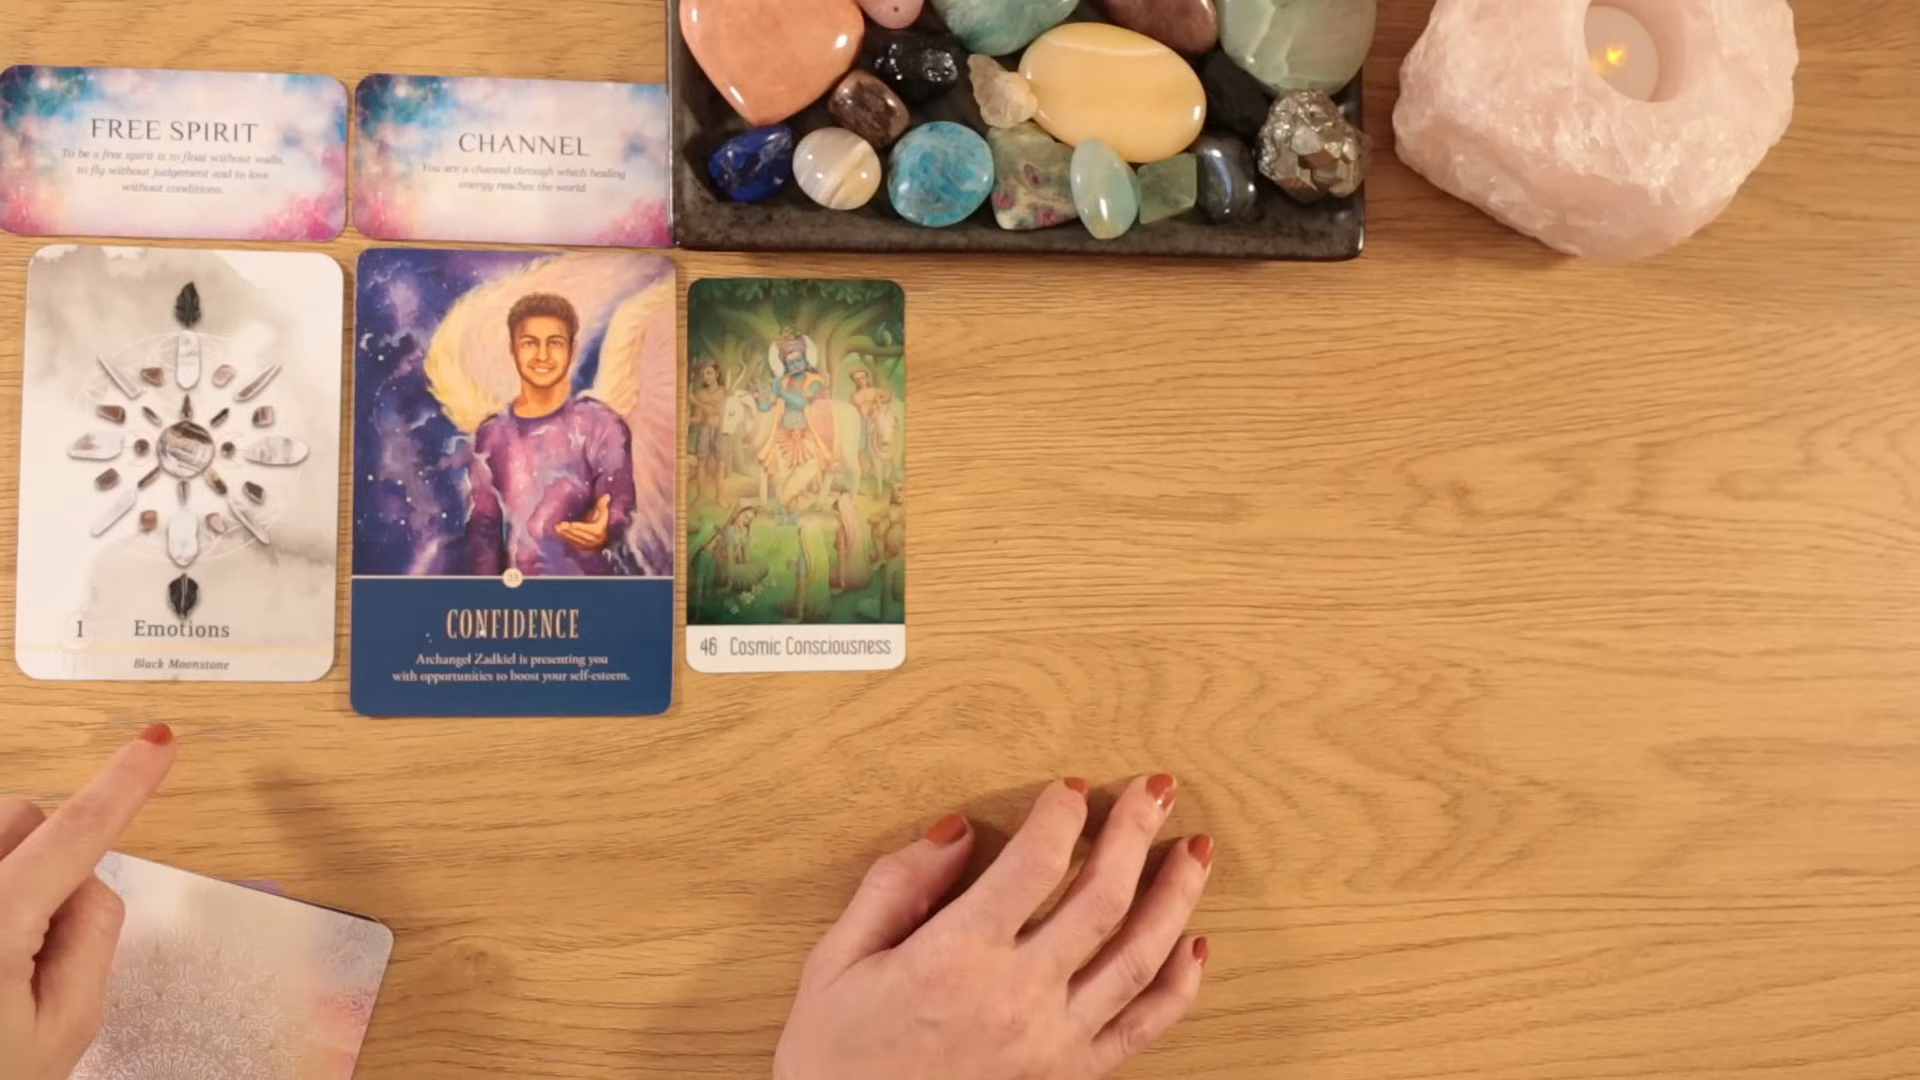 FREE SPIRIT
To be a free spirit is to float without walls,
to fly without judgement and to love
without conditions.
CHANNEL
You are a channel through which healing
energy reaches the world.
1 Emotions
Black Moonstone
33
CONFIDENCE
Archangel Zadkiel is presenting you
with opportunities to boost your self-esteem.
46 Cosmic Consciousness